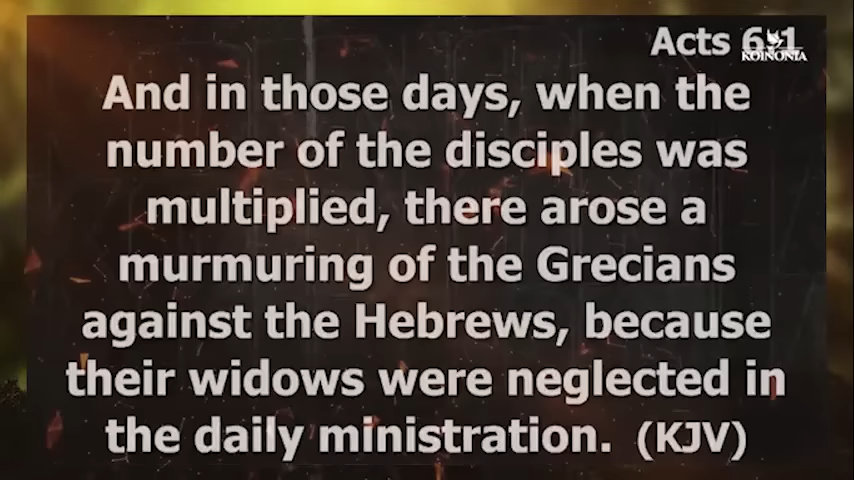 Acts 6:1
KOINONIA
And in those days, when the
number of the disciples was
multiplied, there arose a
murmuring of the Grecians
against the Hebrews, because
their widows were neglected in
the daily ministration. (KJV)